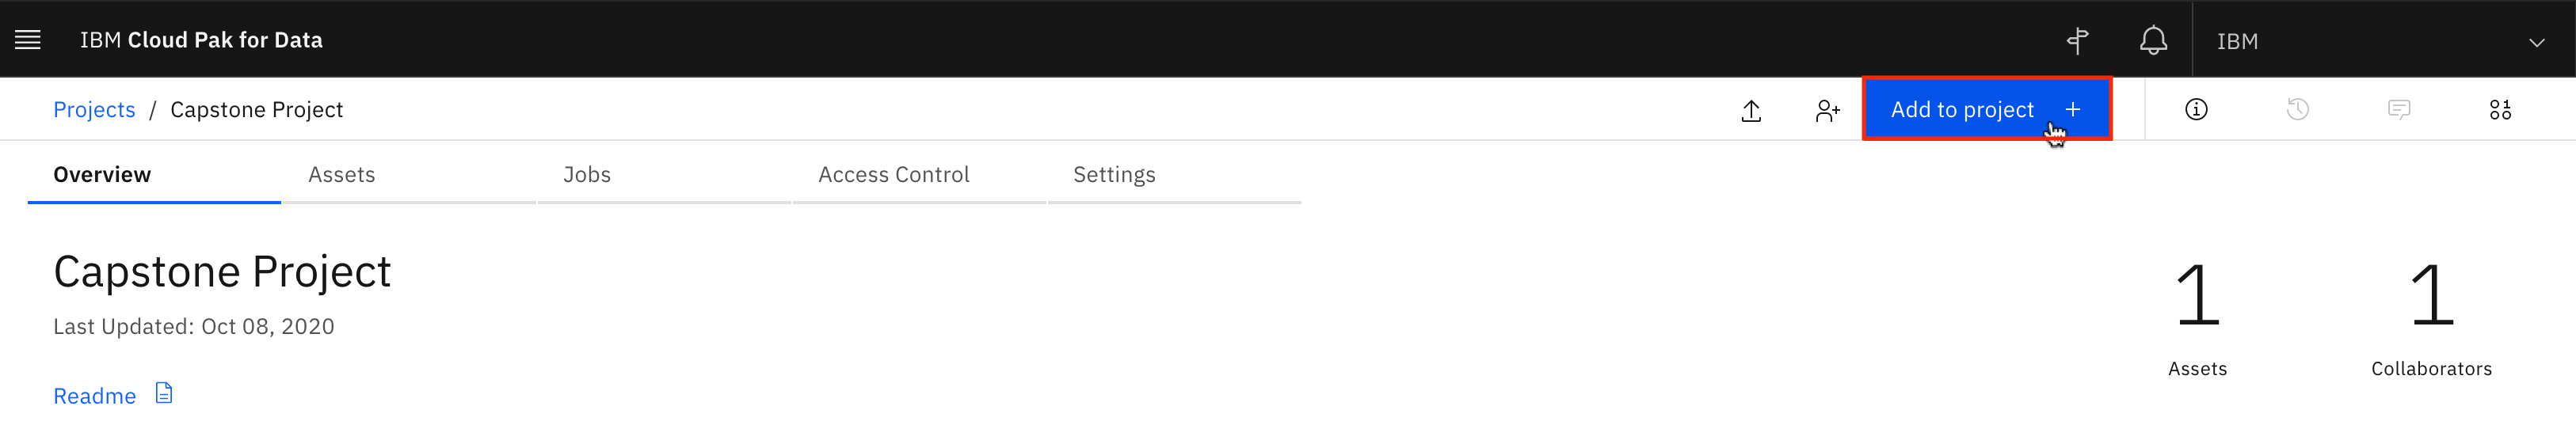 IBM Cloud Pak for Data IBM
Projects / Capstone Project Add to project +
Overview Assets Jobs Access Control Settings
Capstone Project
Last Updated: Oct 08, 2020
Readme
1 1
Assets Collaborators